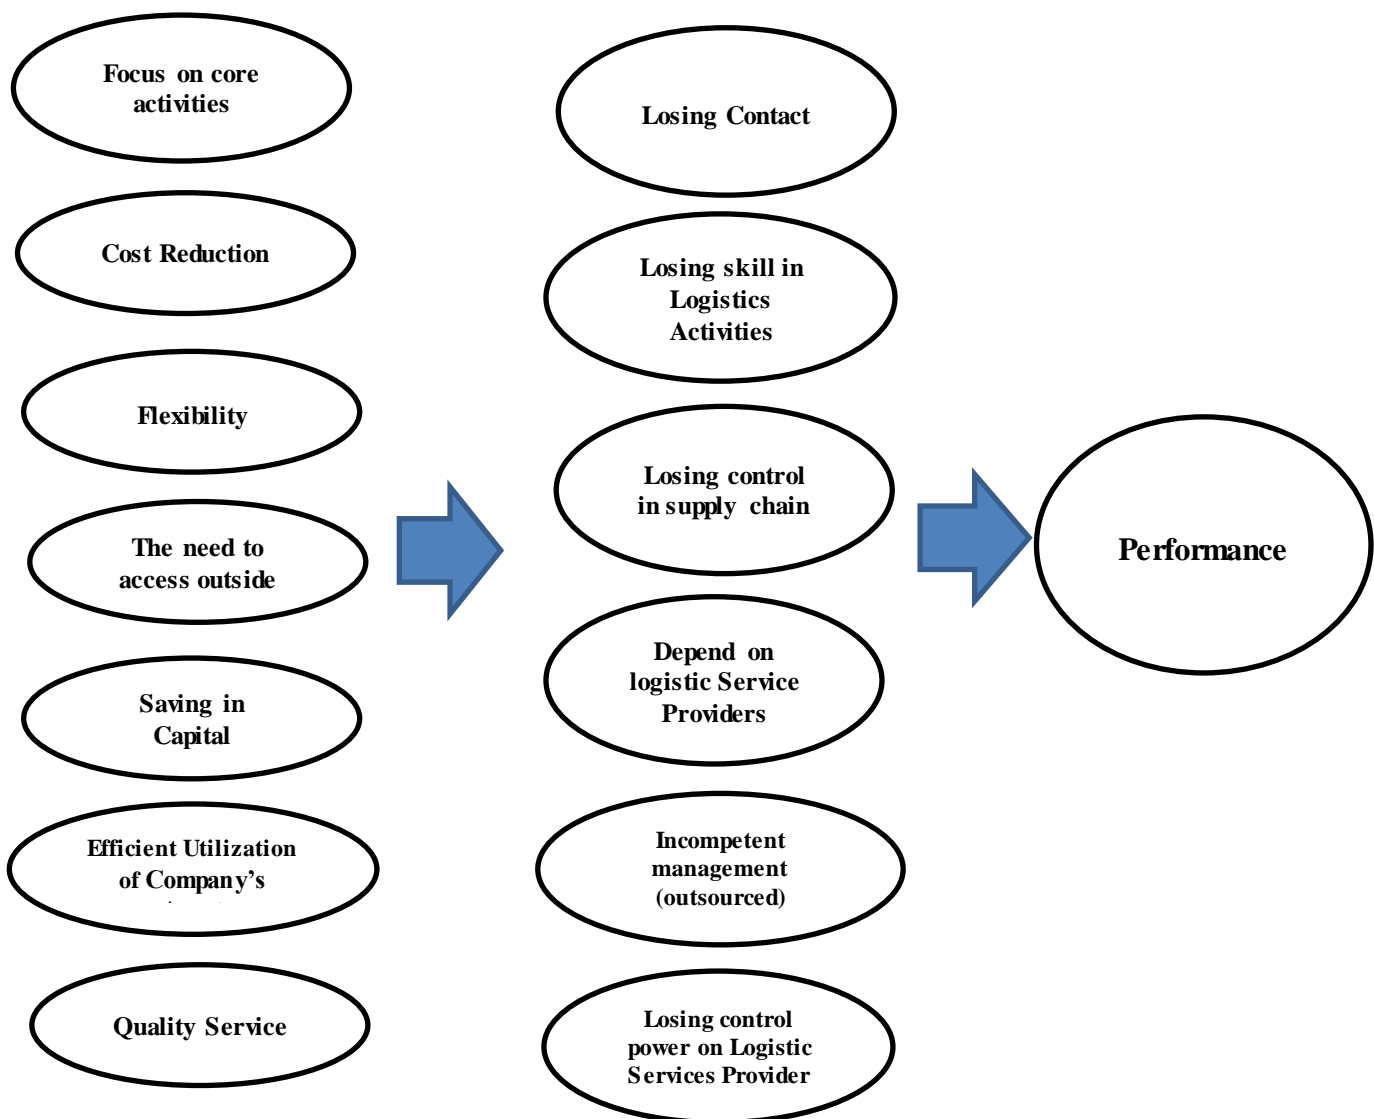 Focus on core
activities
Cost Reduction
Flexibility
The need to
access outside
Saving in
Capital
Efficient Utilization
of Company's
Quality Service
Losing Contact
Losing skill in
Logistics
Activities
Losing control
in supply chain
Depend on
logistic Service
Providers
Incompetent
management
(outsourced)
Losing control
power on Logistic
Services Provider
Performance